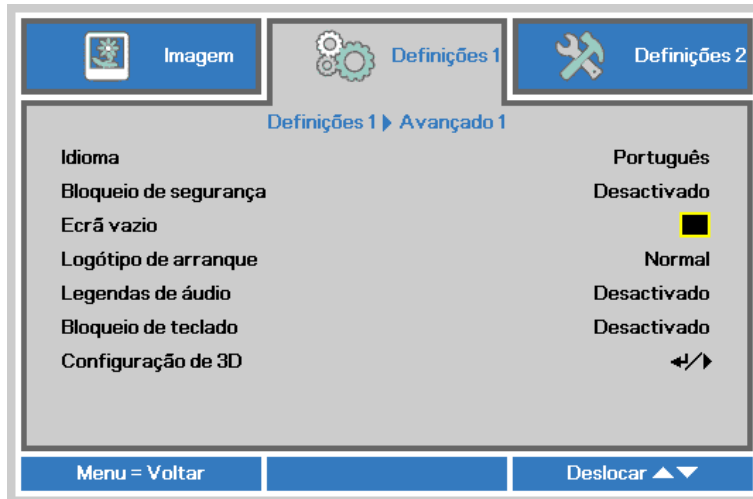 Imagem
Definições 1
Definições 2
Definições 1 ▶ Avançado 1
Idioma Português
Bloqueio de segurança Desactivado
Ecrã vazio
Logótipo de arranque Normal
Legendas de áudio Desactivado
Bloqueio de teclado Desactivado
Configuração de 3D ↵/▶
Menu = Voltar
Deslocar ▲▼